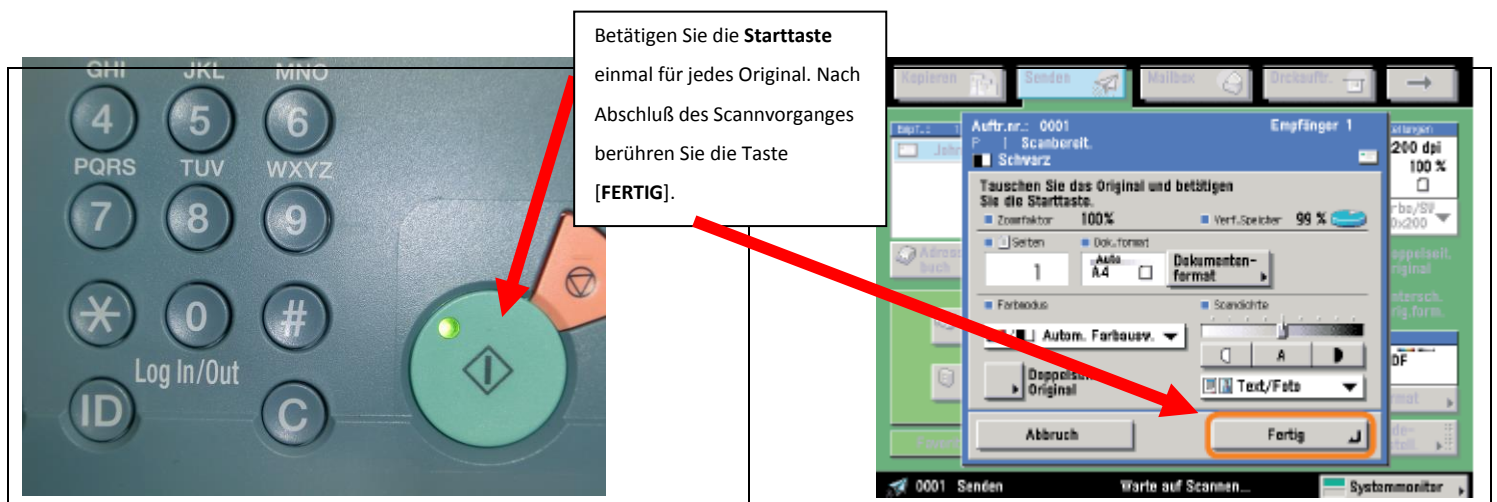 Betätigen Sie die Starttaste
einmal für jedes Original. Nach
Abschluß des Scannvorganges
berühren Sie die Taste
[FERTIG].
GHI JKL MNO
4 5 6
PQRS TUV WXYZ
7 8 9
0 #
Log In/Out
ID C
Kopieren Senden Mailbox Drckauftr.
Empf.: 1
Auftr.nr.: 0001 Empfänger 1
Scanbereit.
Schwarz
200 dpi
100 %
Tauschen Sie das Original und betätigen
Sie die Starttaste.
Zoomfaktor 100% Verf.Speicher 99 %
Seiten Dok.format
1 Auto
A4
Dokumenten-
format
Farbmodus Scandichte
Autom. Farbausw.
A
Original
Text/Foto
Abbruch Fertig
0001 Senden Warte auf Scannen... Systemmonitor